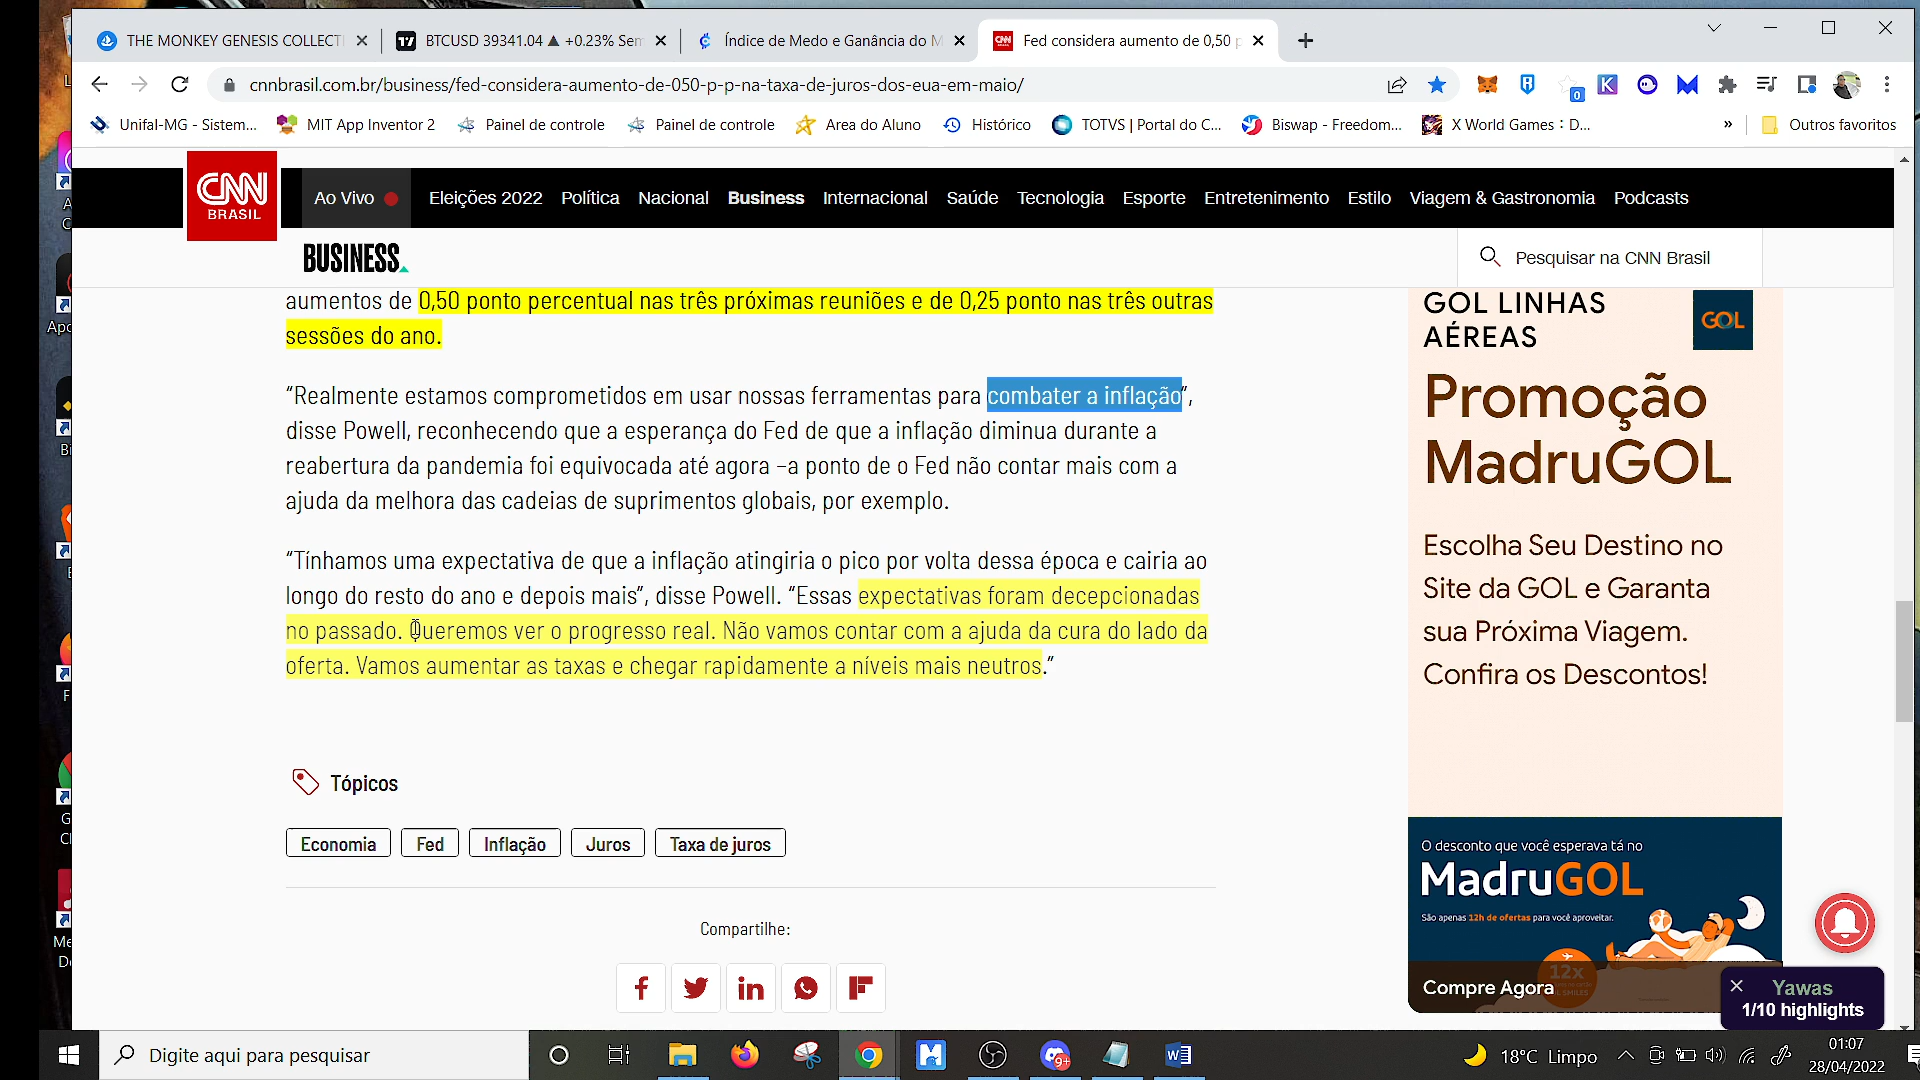 THE MONKEY GENESIS COLLECTI
BTCUSD 39341.04 ▲ +0.23% Sem
Índice de Medo e Ganância do M
Fed considera aumento de 0,50 p
cnnbrasil.com.br/business/fed-considera-aumento-de-050-p-p-na-taxa-de-juros-dos-eua-em-maio/
0
Unifal-MG - Sistem...
MIT App Inventor 2
Painel de controle
Painel de controle
Area do Aluno
Histórico
TOTVS | Portal do C...
Biswap - Freedom...
X World Games : D...
»
Outros favoritos
CNN
BRASIL
Ao Vivo
Eleições 2022
Política
Nacional
Business
Internacional
Saúde
Tecnologia
Esporte
Entretenimento
Estilo
Viagem & Gastronomia
Podcasts
BUSINESS
Pesquisar na CNN Brasil
aumentos de 0,50 ponto percentual nas três próximas reuniões e de 0,25 ponto nas três outras
sessões do ano.
“Realmente estamos comprometidos em usar nossas ferramentas para combater a inflação”,
disse Powell, reconhecendo que a esperança do Fed de que a inflação diminua durante a
reabertura da pandemia foi equivocada até agora –a ponto de o Fed não contar mais com a
ajuda da melhora das cadeias de suprimentos globais, por exemplo.
“Tínhamos uma expectativa de que a inflação atingiria o pico por volta dessa época e cairia ao
longo do resto do ano e depois mais”, disse Powell. “Essas expectativas foram decepcionadas
no passado. Queremos ver o progresso real. Não vamos contar com a ajuda da cura do lado da
oferta. Vamos aumentar as taxas e chegar rapidamente a níveis mais neutros.”
Tópicos
Economia
Fed
Inflação
Juros
Taxa de juros
Compartilhe:
GOL LINHAS
AÉREAS
GOL
Promoção
MadruGOL
Escolha Seu Destino no
Site da GOL e Garanta
sua Próxima Viagem.
Confira os Descontos!
O desconto que você esperava tá no
MadruGOL
São apenas 12h de ofertas para você aproveitar.
12x
Compre Agora
Yawas
1/10 highlights
Digite aqui para pesquisar
9+
18°C Limpo
01:07
28/04/2022